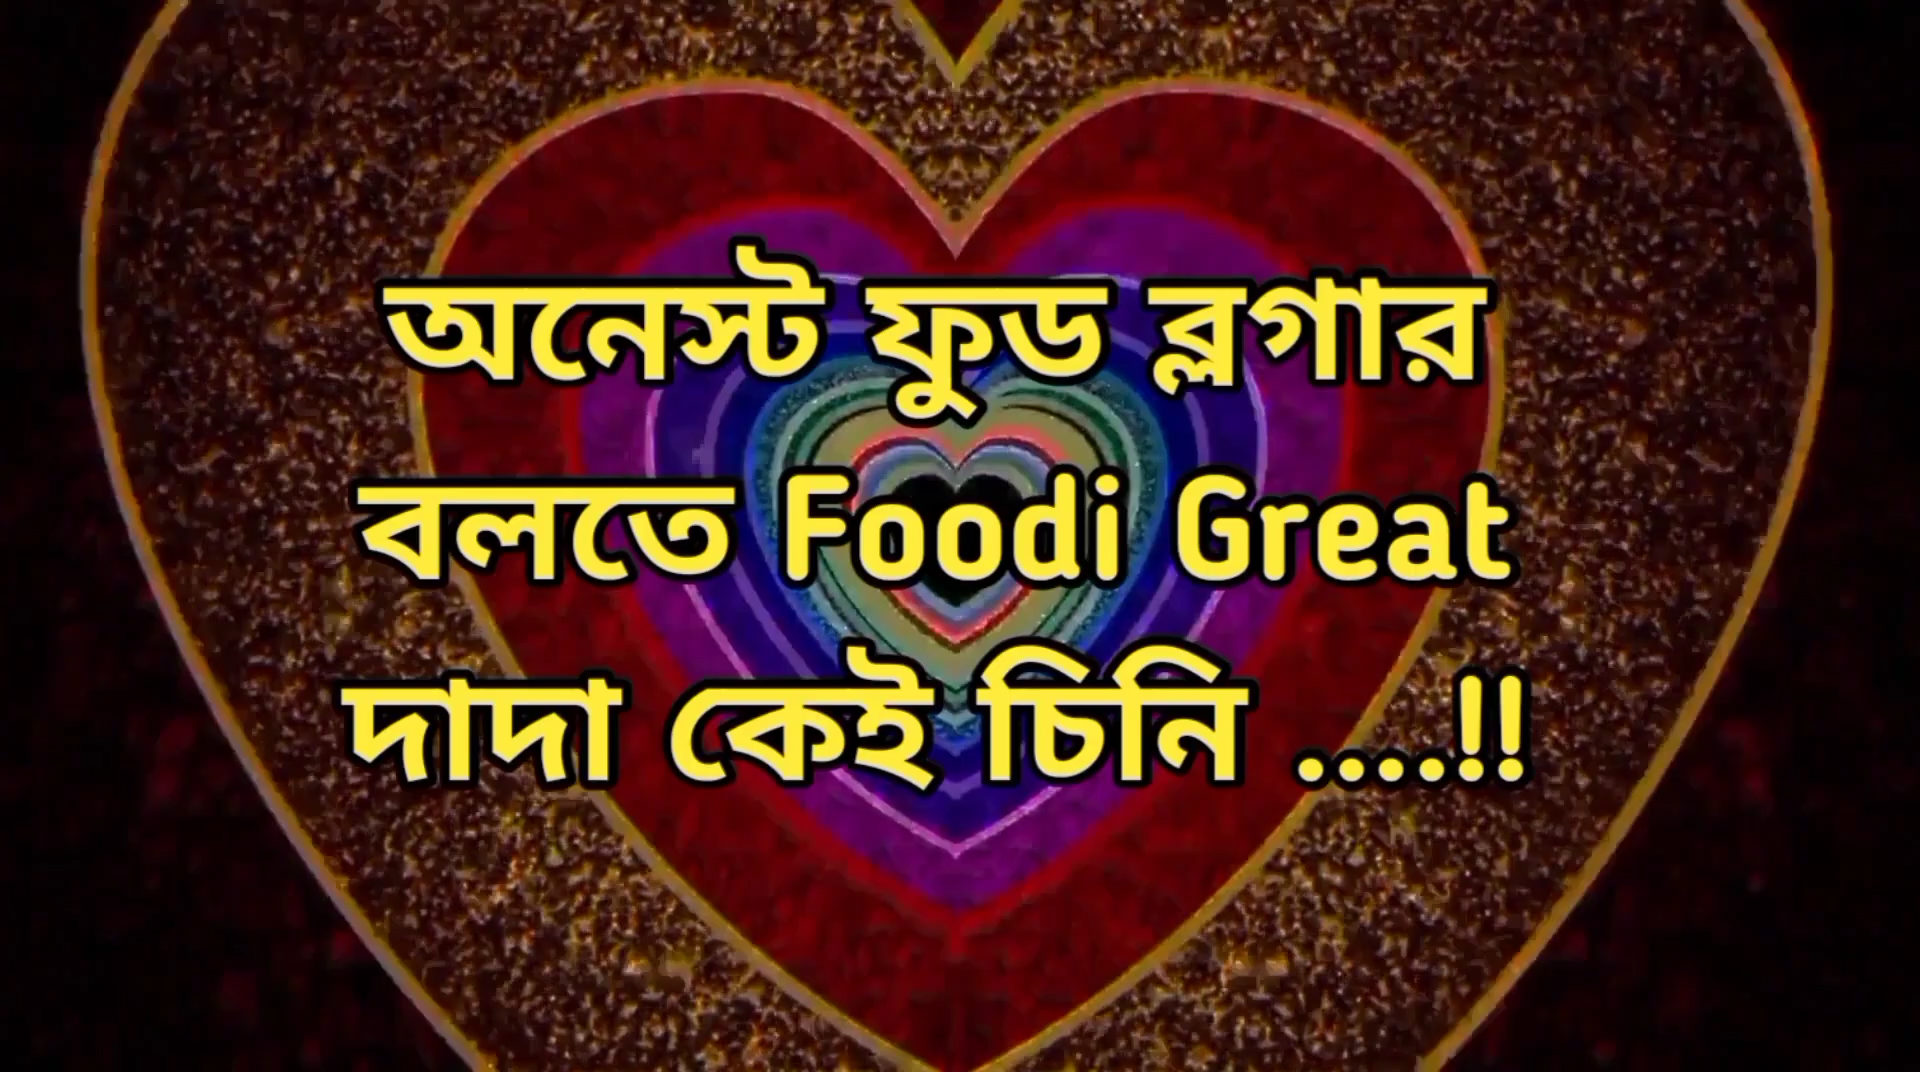 অনেস্ট ফুড ব্লগার
বলতে Foodi Great
দাদা কেই চিনি ....!!